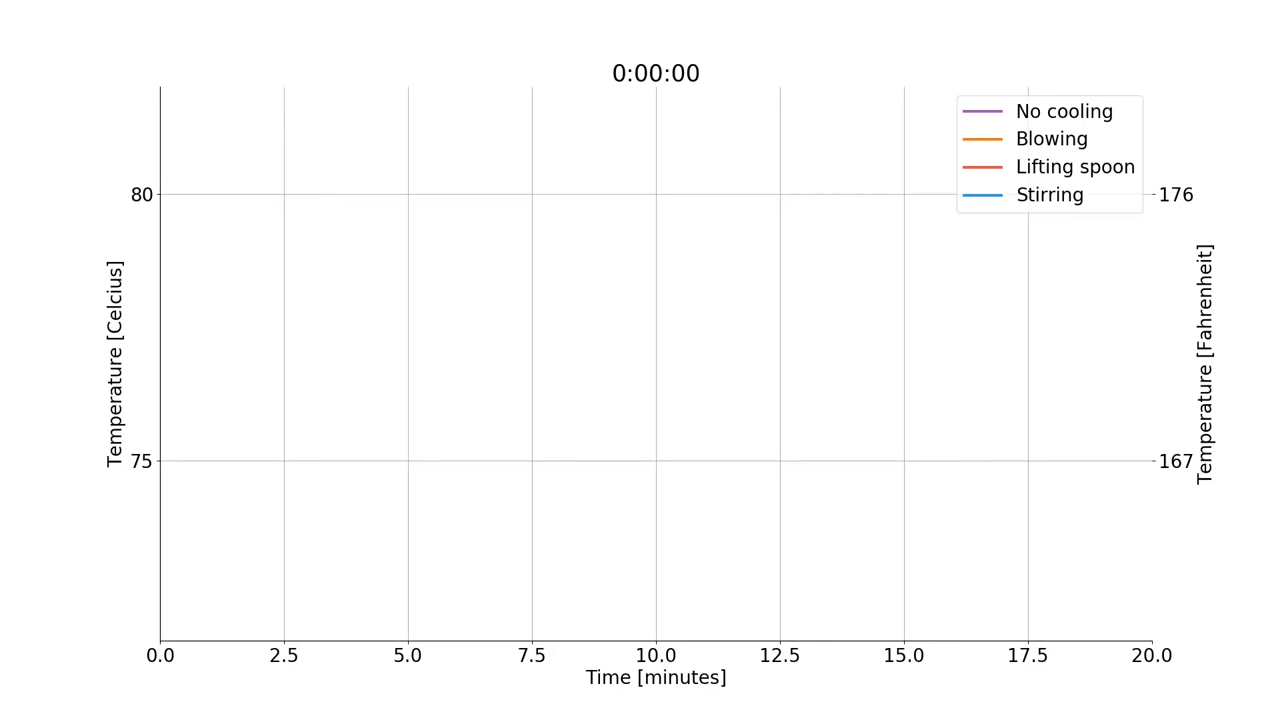 0:00:00
No cooling
Blowing
Lifting spoon
Stirring
80
75
176
167
Temperature [Celcius]
Temperature [Fahrenheit]
0.0 2.5 5.0 7.5 10.0 12.5 15.0 17.5 20.0
Time [minutes]